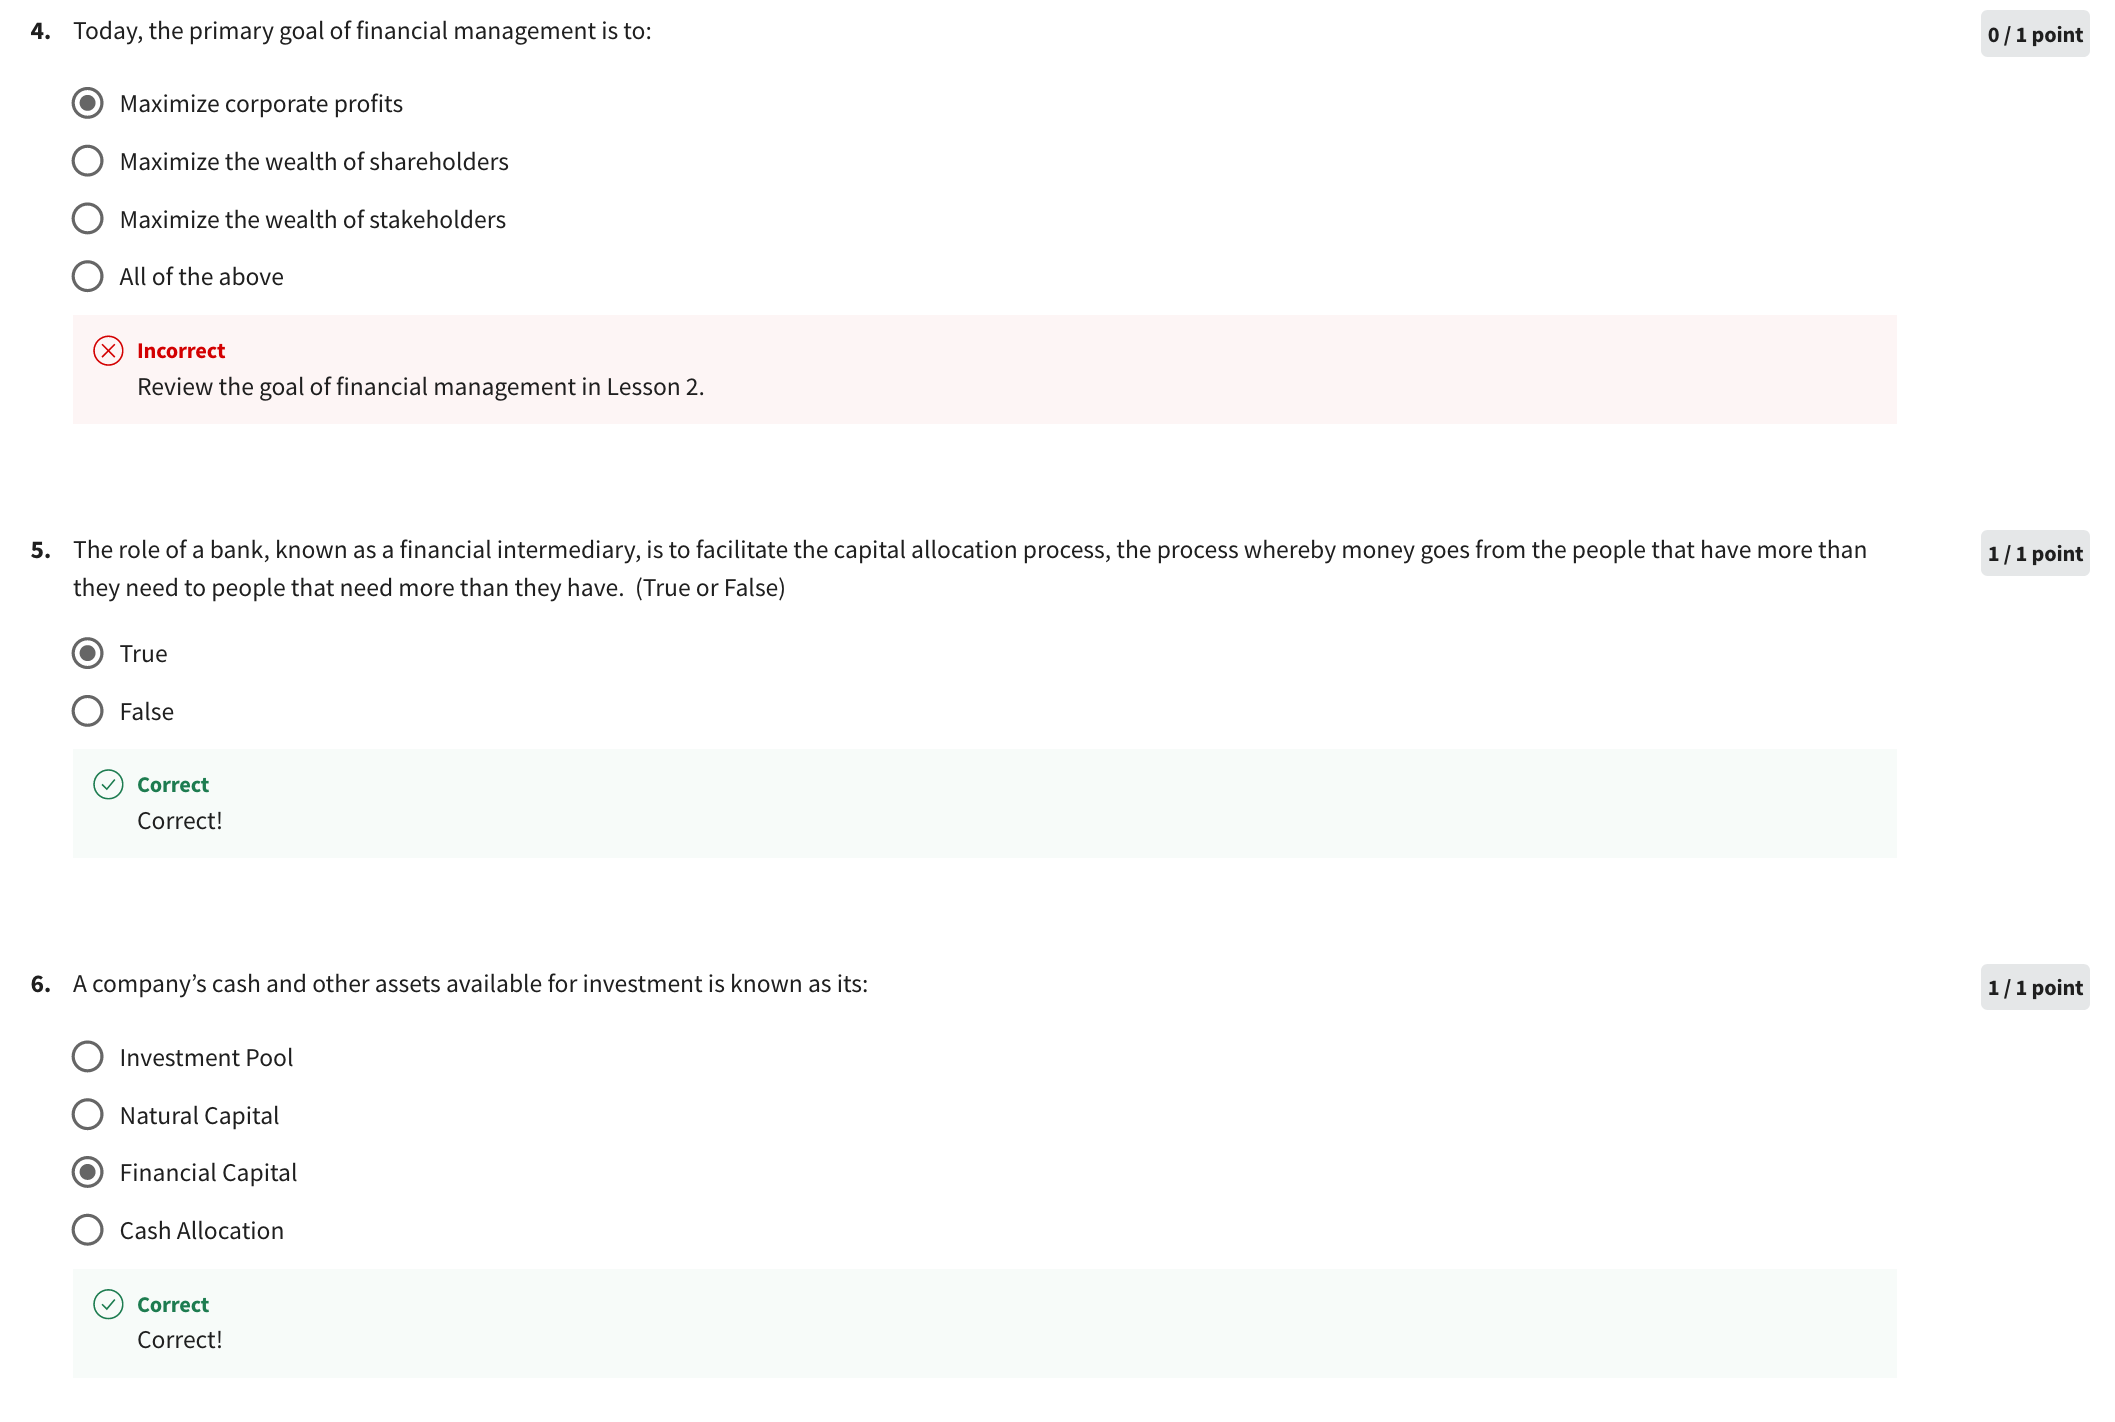 4. Today, the primary goal of financial management is to:
0 / 1 point
Maximize corporate profits
Maximize the wealth of shareholders
Maximize the wealth of stakeholders
All of the above
Incorrect
Review the goal of financial management in Lesson 2.
5. The role of a bank, known as a financial intermediary, is to facilitate the capital allocation process, the process whereby money goes from the people that have more than
they need to people that need more than they have.  (True or False)
1 / 1 point
True
False
Correct
Correct!
6. A company’s cash and other assets available for investment is known as its:
1 / 1 point
Investment Pool
Natural Capital
Financial Capital
Cash Allocation
Correct
Correct!